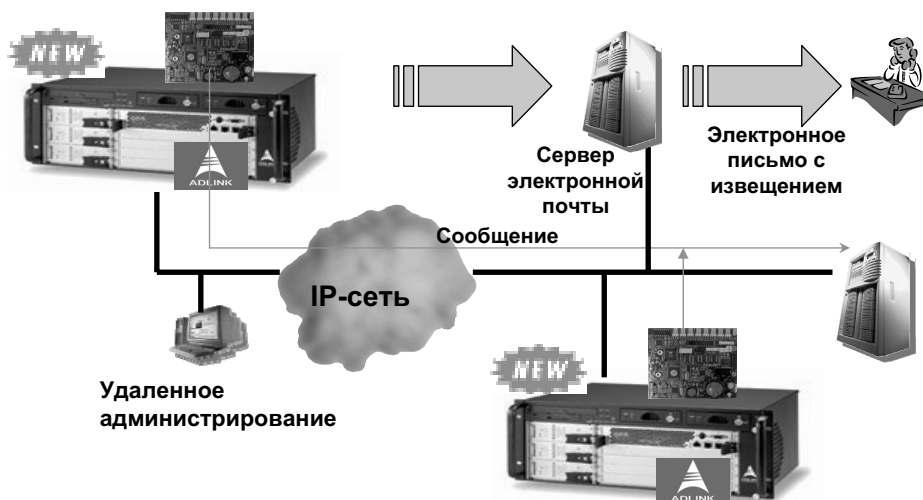 NEW
ADLINK
Сервер
электронной
почты
Электронное
письмо с
извещением
Сообщение
IP-сеть
Удаленное
администрирование
NEW
ADLINK